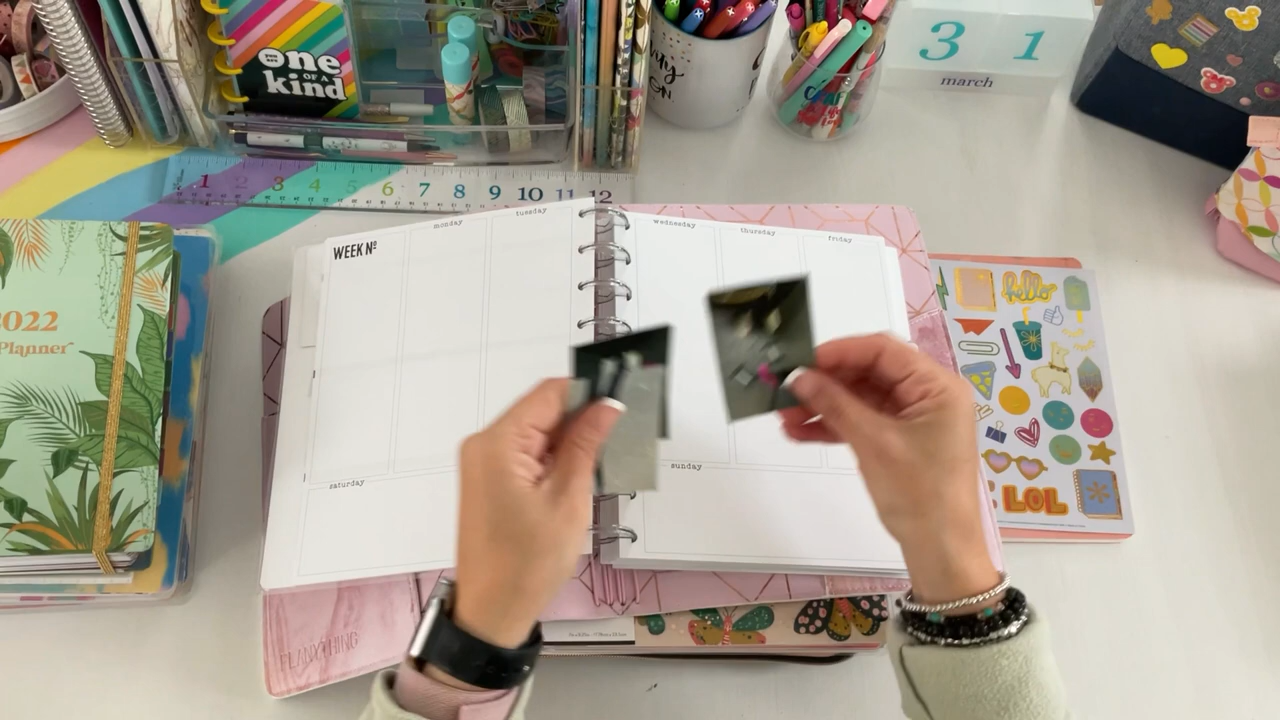 one
OF A
kind
3 1
march
1 2 3 4 5 6 7 8 9 10 11 12
WEEK Nº
monday
tuesday
wednesday
thursday
friday
saturday
sunday
2022
Planner
hello
LOL